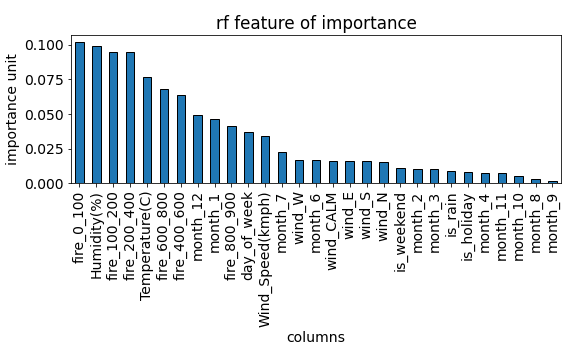 rf feature of importance
importance unit
0.100
0.075
0.050
0.025
0.000
fire_0_100
Humidity(%)
fire_100_200
fire_200_400
Temperature(C)
fire_600_800
fire_400_600
month_12
month_1
fire_800_900
day_of_week
Wind_Speed(kmph)
month_7
wind_W
month_6
wind_CALM
wind_E
wind_S
wind_N
is_weekend
month_2
month_3
is_rain
is_holiday
month_4
month_11
month_10
month_8
month_9
columns